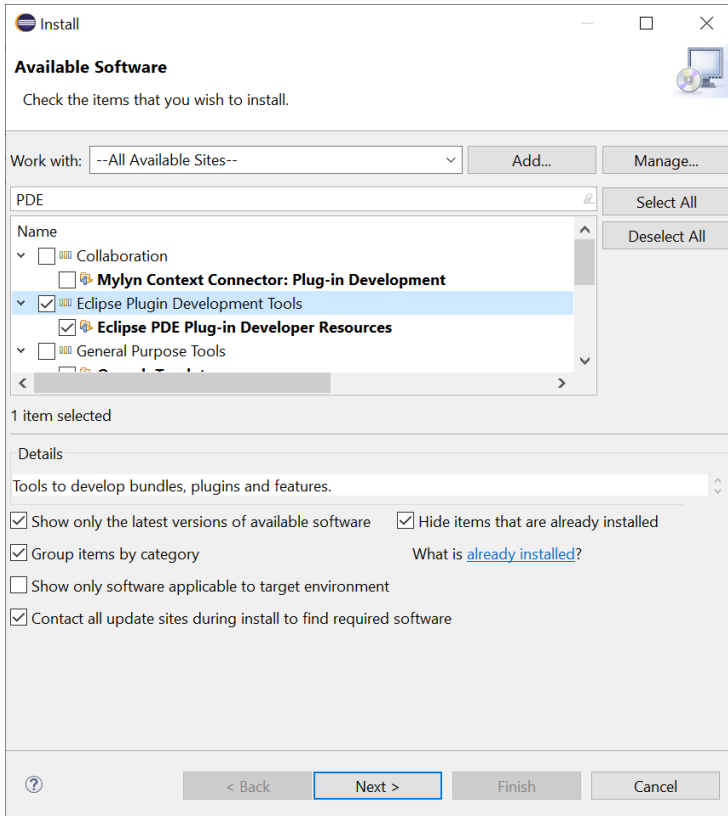 Install
Available Software
Check the items that you wish to install.
Work with: --All Available Sites-- Add... Manage...
PDE Select All
Name Deselect All
Collaboration
Mylyn Context Connector: Plug-in Development
Eclipse Plugin Development Tools
Eclipse PDE Plug-in Developer Resources
General Purpose Tools
1 item selected
Details
Tools to develop bundles, plugins and features.
Show only the latest versions of available software Hide items that are already installed
Group items by category What is already installed?
Show only software applicable to target environment
Contact all update sites during install to find required software
? < Back Next > Finish Cancel